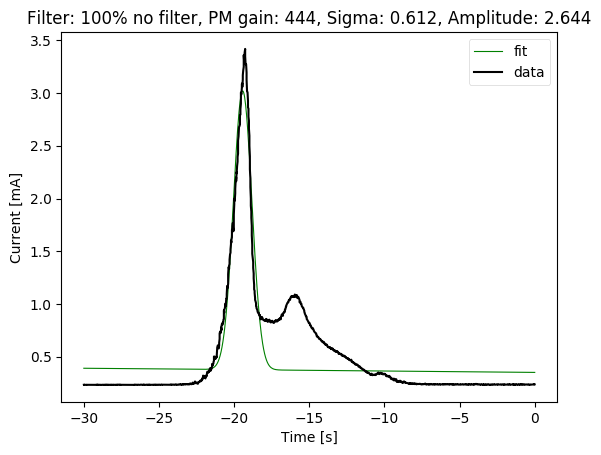 Filter: 100% no filter, PM gain: 444, Sigma: 0.612, Amplitude: 2.644
fit
data
3.5
3.0
2.5
2.0
1.5
1.0
0.5
Current [mA]
−30 −25 −20 −15 −10 −5 0
Time [s]